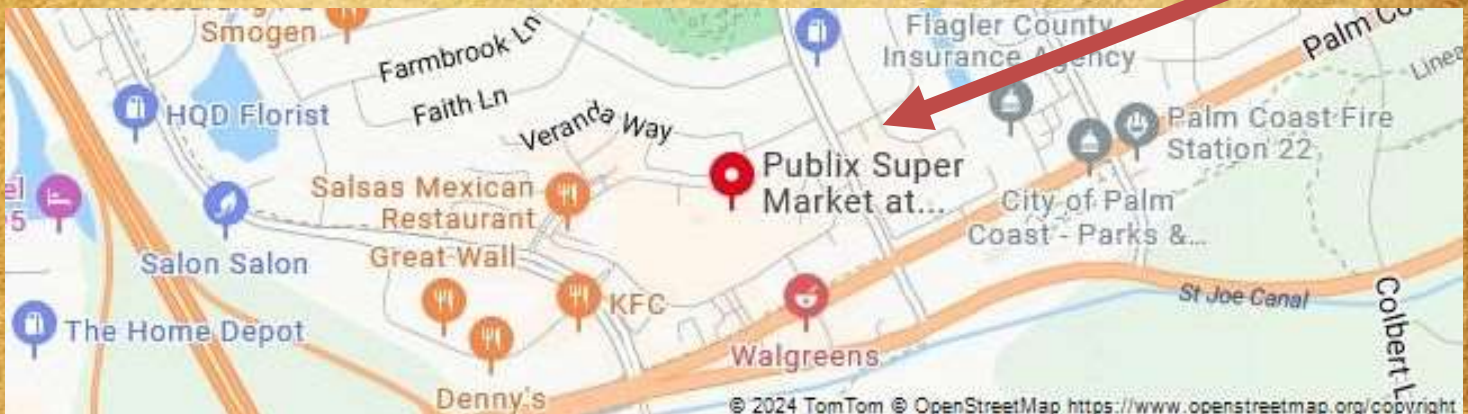 Smogen
Farmbrook Ln
Flagler County
Insurance Agency
Palm Co
HQD Florist
Faith Ln
Veranda Way
Palm Coast Fire
Station 22
Publix Super
Market at...
Salsas Mexican
Restaurant
el
5
City of Palm
Coast - Parks &...
Salon Salon
Great Wall
KFC
St Joe Canal
The Home Depot
Walgreens
Denny's
Colbert L
© 2024 TomTom © OpenStreetMap https://www.openstreetmap.org/copyright